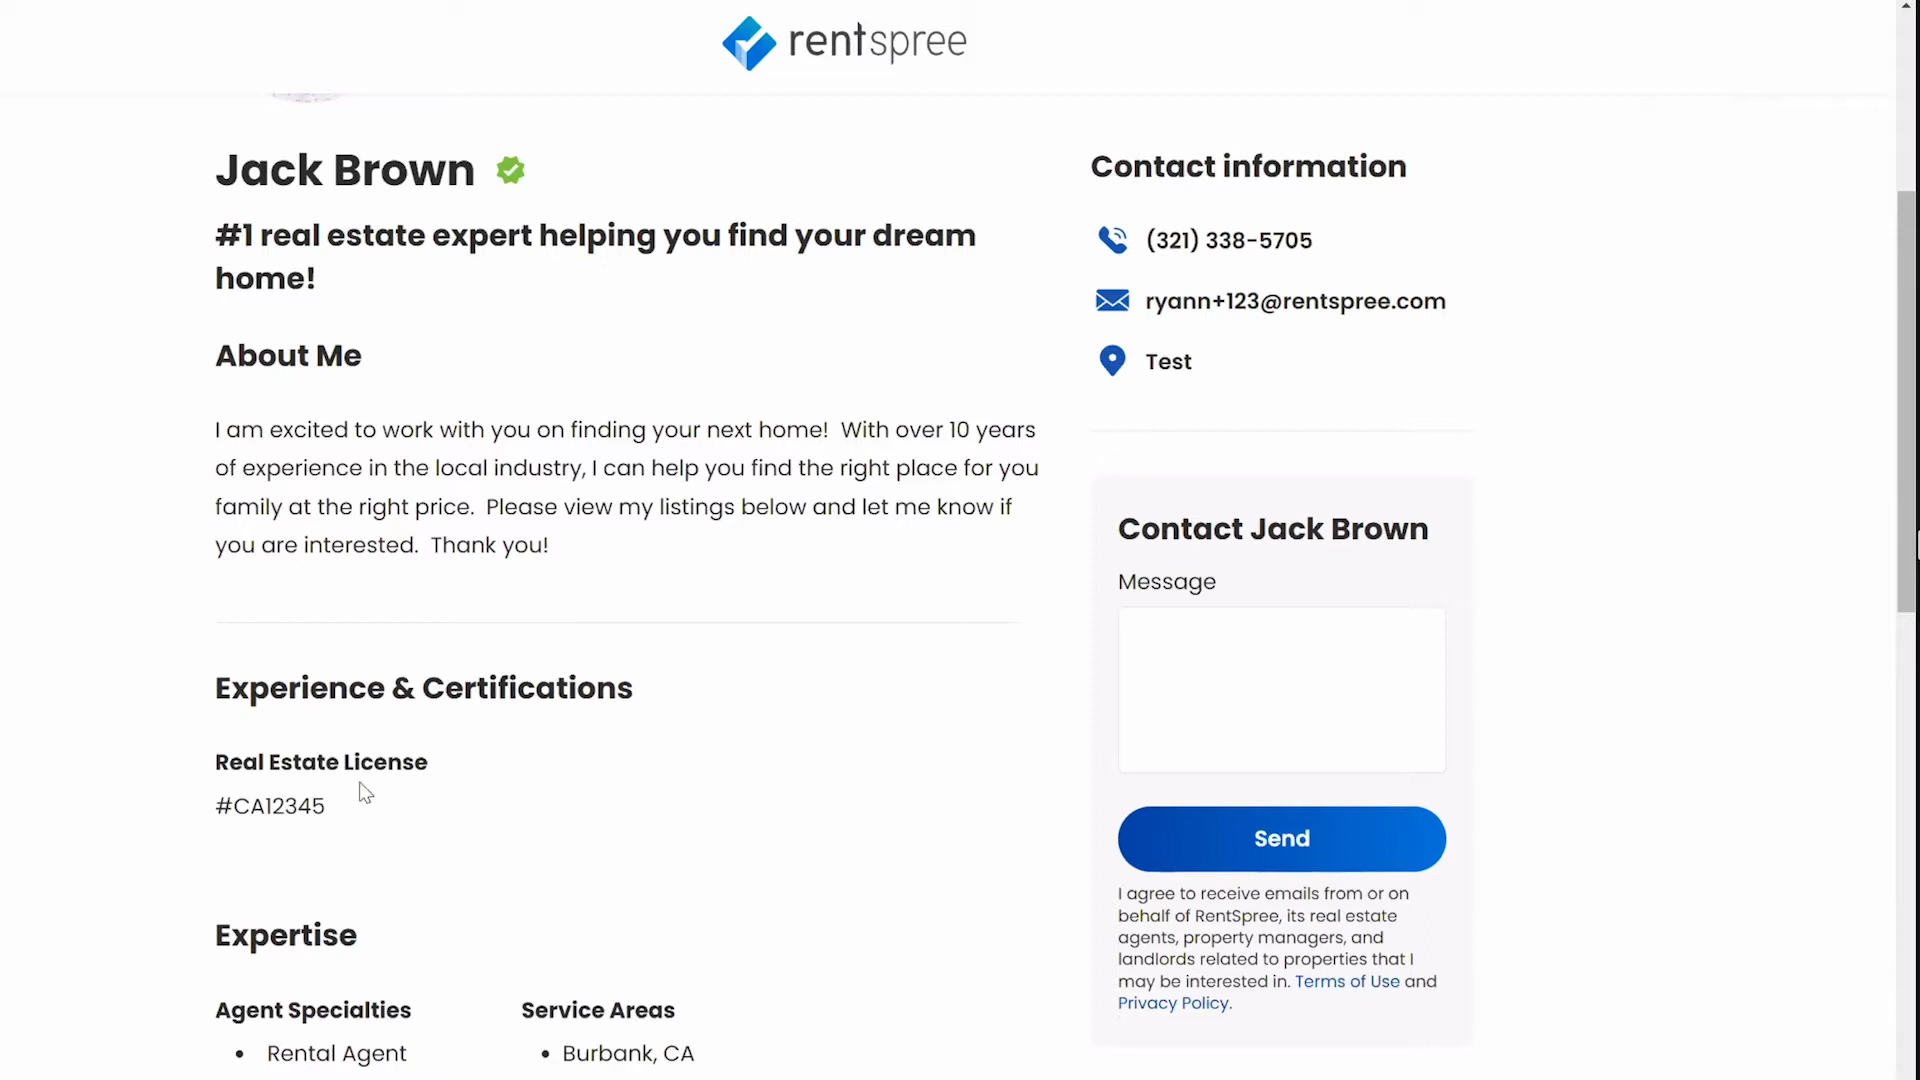 rentspree
Jack Brown
#1 real estate expert helping you find your dream
home!
About Me
I am excited to work with you on finding your next home!  With over 10 years
of experience in the local industry, I can help you find the right place for you
family at the right price.  Please view my listings below and let me know if
you are interested.  Thank you!
Experience & Certifications
Real Estate License
#CA12345
Expertise
Agent Specialties
Rental Agent
Service Areas
Burbank, CA
Contact information
(321) 338-5705
ryann+123@rentspree.com
Test
Contact Jack Brown
Message
Send
I agree to receive emails from or on
behalf of RentSpree, its real estate
agents, property managers, and
landlords related to properties that I
may be interested in. Terms of Use and
Privacy Policy.